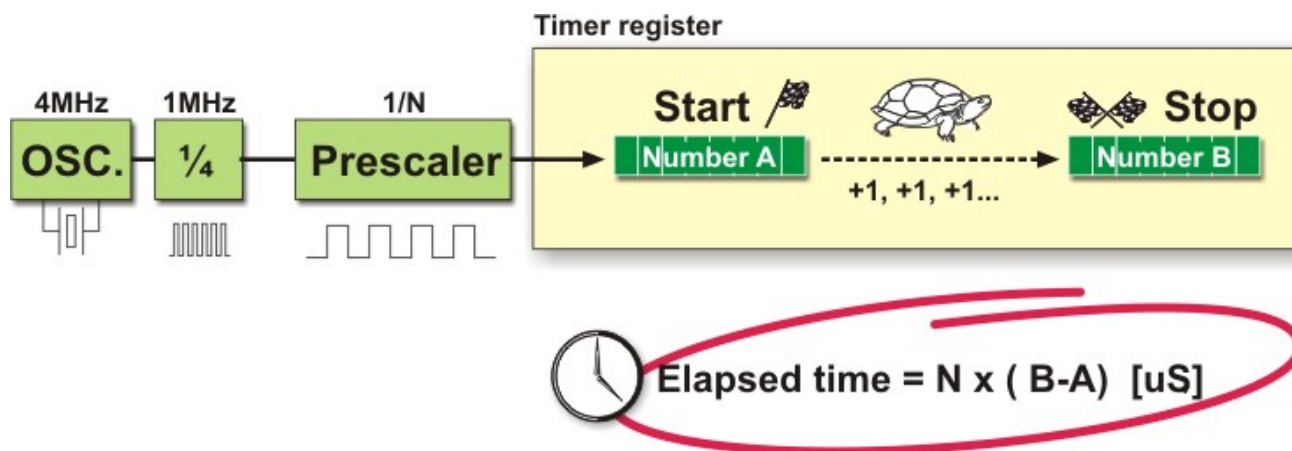 Timer register
4MHz
1MHz
1/N
OSC.
¼
Prescaler
Start
Stop
Number A
Number B
+1, +1, +1...
Elapsed time = N x ( B-A) [uS]